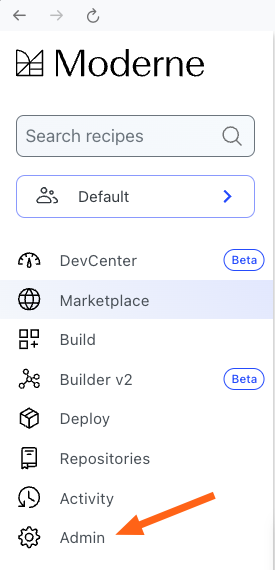 Moderne
Search recipes
Default
DevCenter Beta
Marketplace
Build
Builder v2 Beta
Deploy
Repositories
Activity
Admin